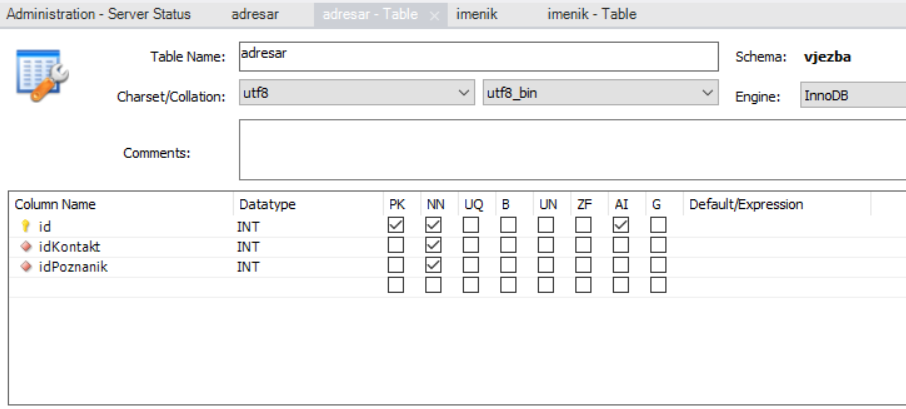 Administration - Server Status adresar adresar - Table × imenik imenik - Table
Table Name: adresar Schema: vjezba
Charset/Collation: utf8 utf8_bin Engine: InnoDB
Comments:
Column Name Datatype PK NN UQ B UN ZF AI G Default/Expression
id INT
idKontakt INT
idPoznanik INT